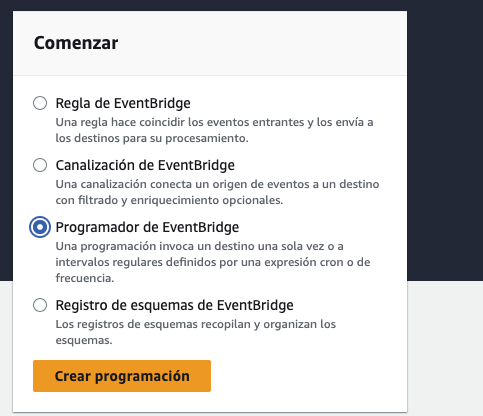 Comenzar
Regla de EventBridge
Una regla hace coincidir los eventos entrantes y los envía a
los destinos para su procesamiento.
Canalización de EventBridge
Una canalización conecta un origen de eventos a un destino
con filtrado y enriquecimiento opcionales.
Programador de EventBridge
Una programación invoca un destino una sola vez o a
intervalos regulares definidos por una expresión cron o de
frecuencia.
Registro de esquemas de EventBridge
Los registros de esquemas recopilan y organizan los
esquemas.
Crear programación